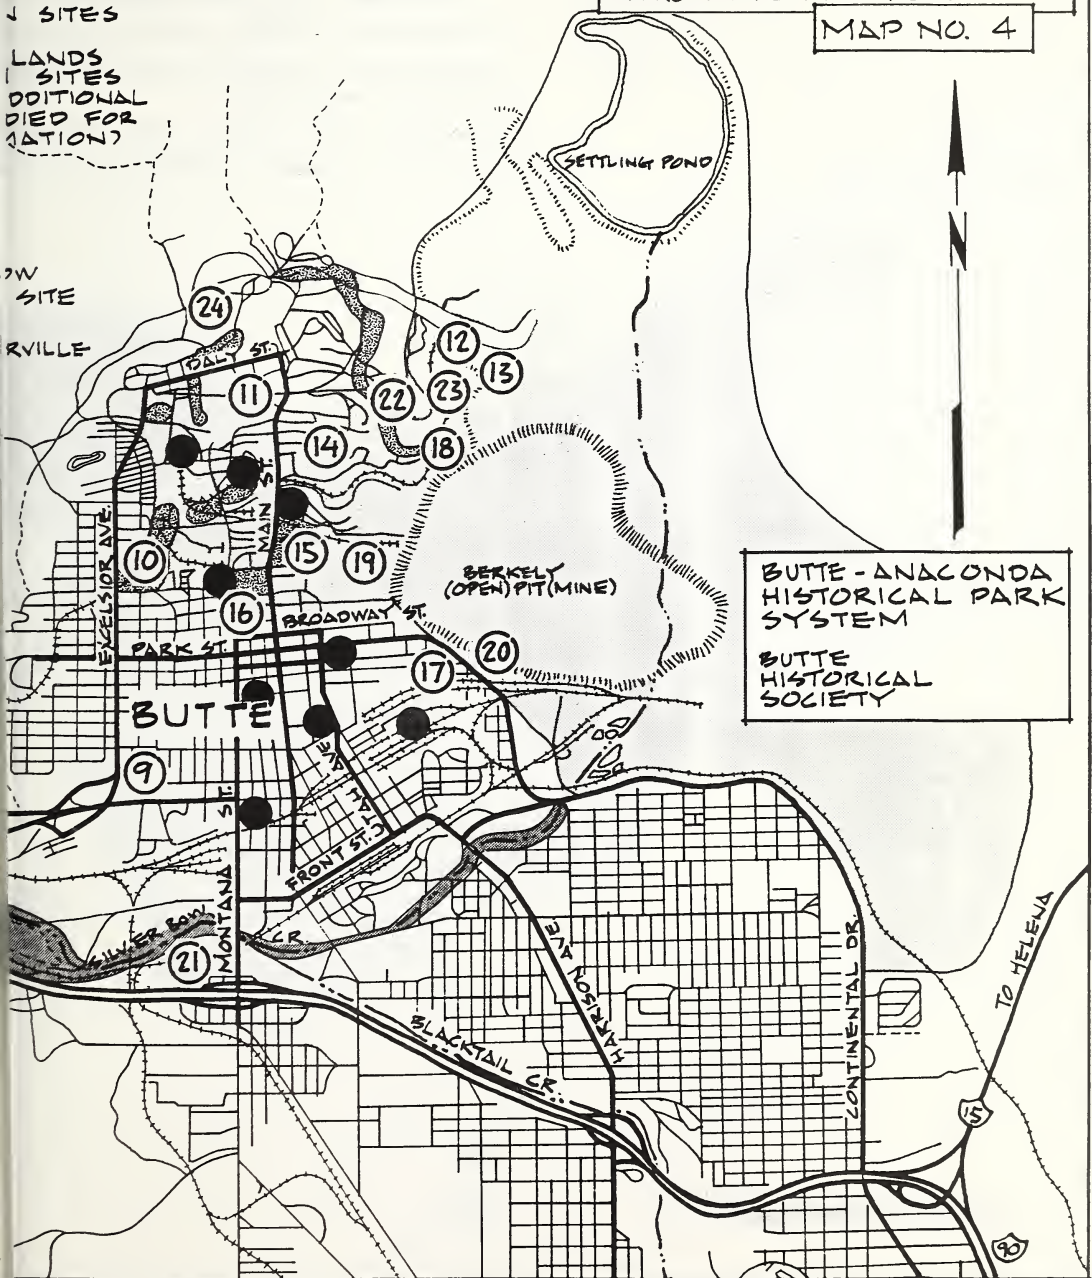 SITES
LANDS
SITES
DDITIONAL
DIED FOR
SITE
RVILLE
MAP NO. 4
SETTLING POND
N
24
DALY ST.
12
13
11
22
23
14
18
MAIN ST.
EXCELSIOR AVE.
10
15
19
BERKELY
(OPEN) PIT (MINE)
16
BROADWAY ST.
PARK ST.
17
20
BUTTE - ANACONDA
HISTORICAL PARK
SYSTEM
BUTTE
HISTORICAL
SOCIETY
BUTTE
9
UTAH AVE
MONTANA ST.
FRONT ST.
SILVER BOW CR.
21
BLACKTAIL CR.
HARRISON AVE
CONTINENTAL DR.
TO HELENA
15
90